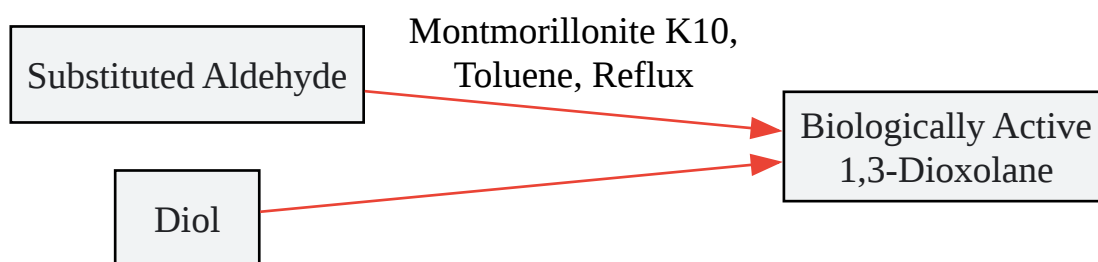 Montmorillonite K10,
Toluene, Reflux
Substituted Aldehyde
Biologically Active
1,3-Dioxolane
Diol